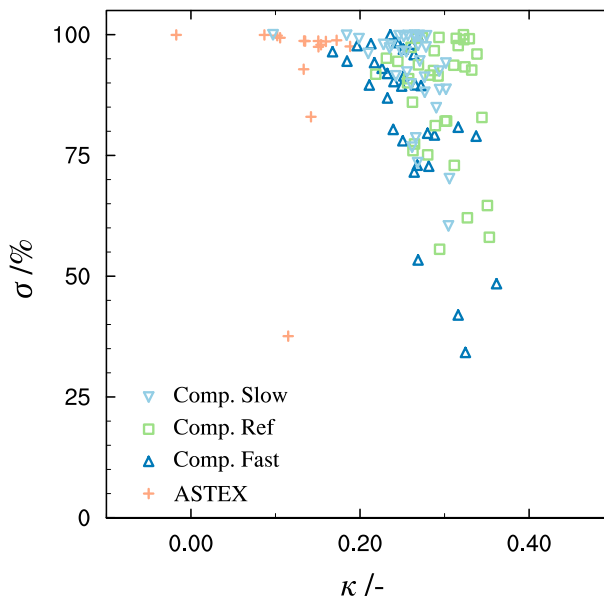 100
75
50
25
0
σ /%
Comp. Slow
Comp. Ref
Comp. Fast
ASTEX
0.00 0.20 0.40
κ /-